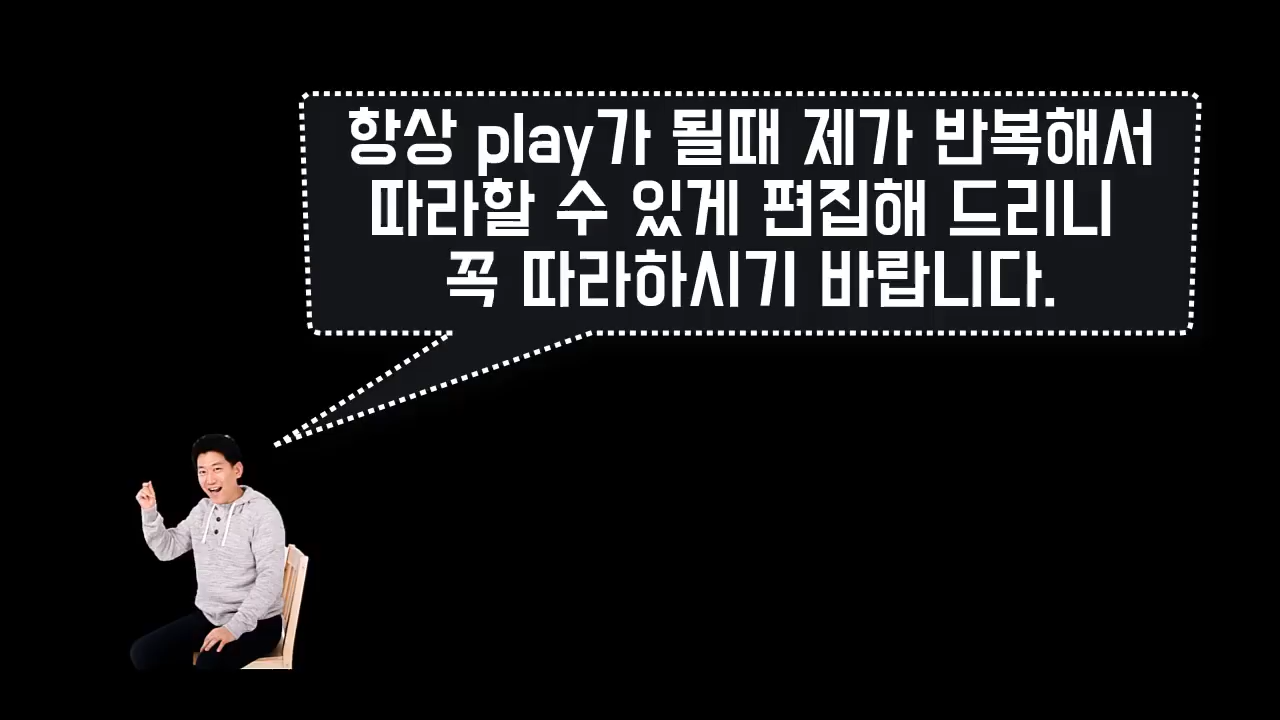 항상 play가 될때 제가 반복해서
따라할 수 있게 편집해 드리니
꼭 따라하시기 바랍니다.